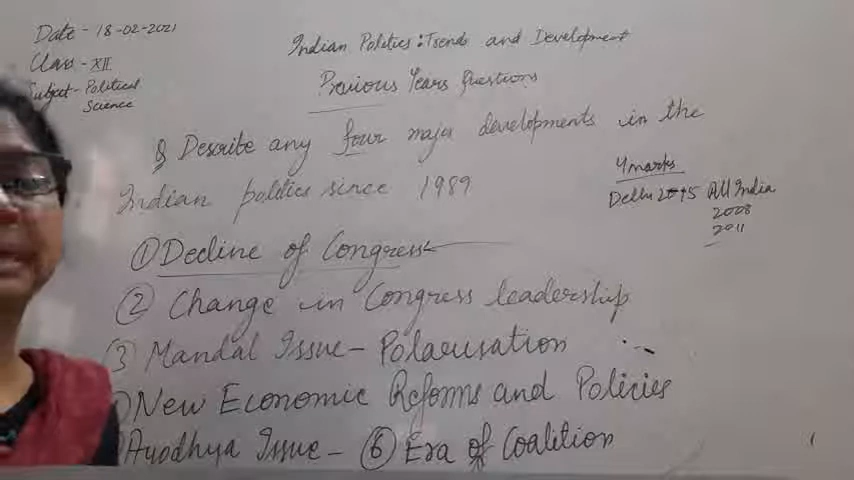 Date - 18-02-2021
Class - XII
Subject - Political
Science
Indian Politics : Trends and Development
Previous Years Questions
Q Describe any four major developments in the
Indian politics since 1989
4 marks
Delhi 2015 All India
2008
2011
① Decline of Congress
② Change in Congress leadership
③ Mandal Issue - Polarisation
New Economic Reforms and Policies
Ayodhya Issue - ⑥ Era of Coalition